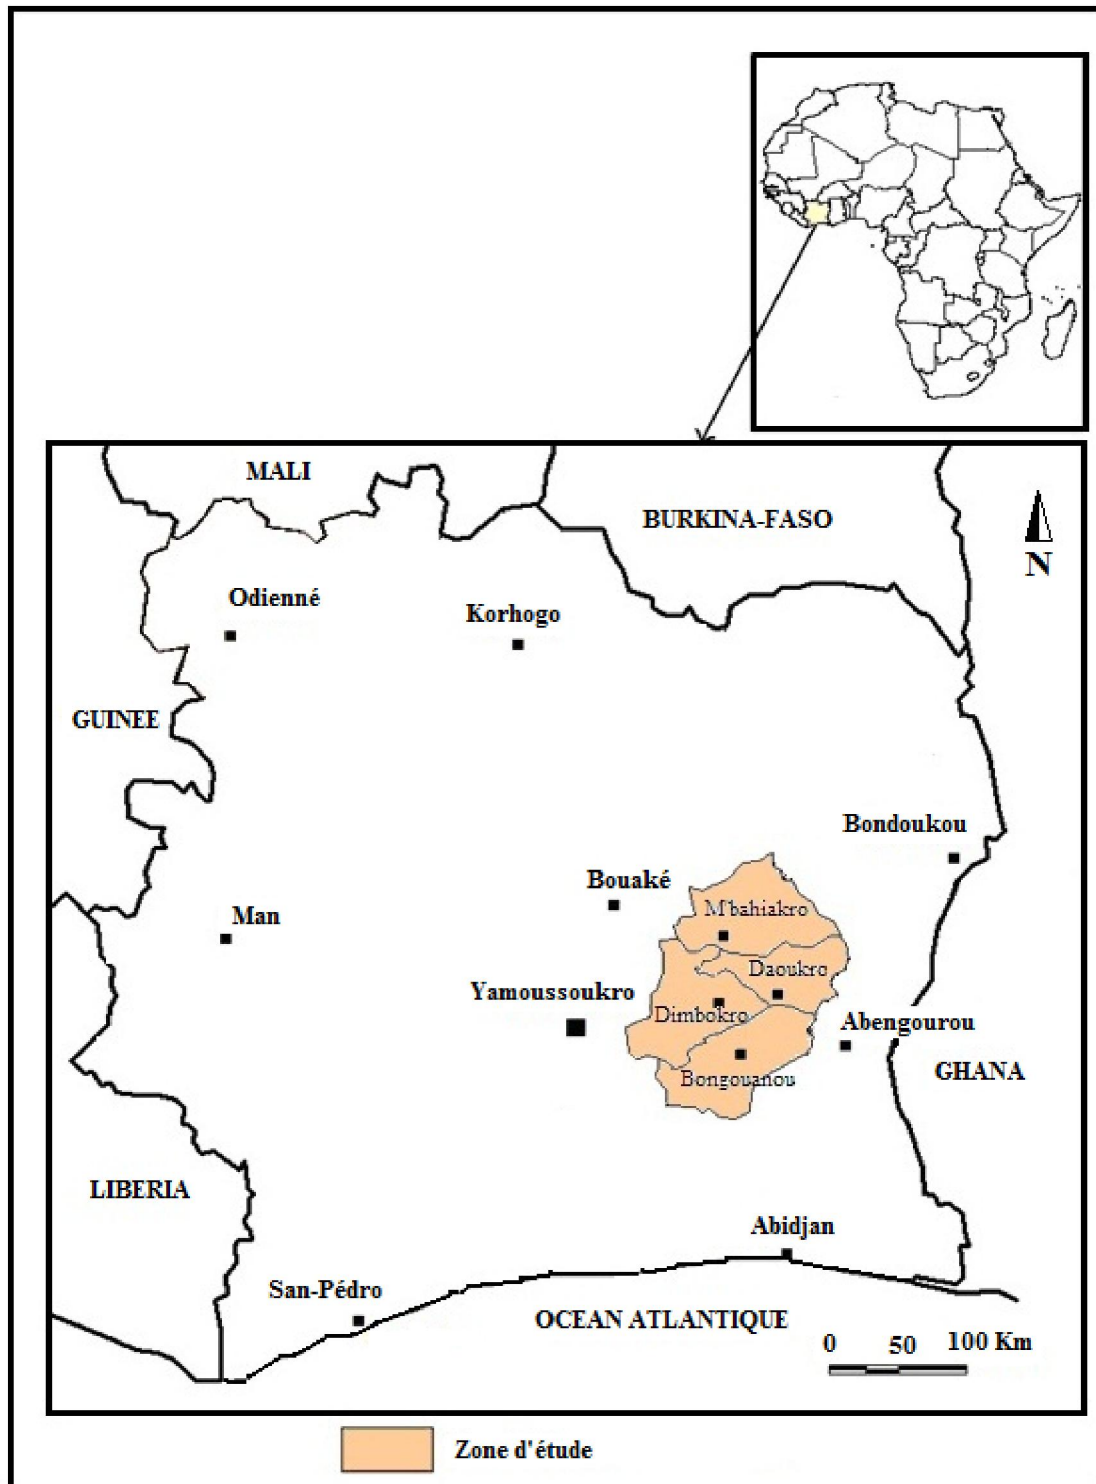 MALI
BURKINA-FASO
N
Odienné
Korhogo
GUINEE
Bondoukou
Bouaké
M'bahiakro
Man
Daoukro
Yamoussoukro
Dimbokro
Abengourou
GHANA
Bongouanou
LIBERIA
Abidjan
San-Pédro
OCEAN ATLANTIQUE
0 50 100 Km
Zone d'étude